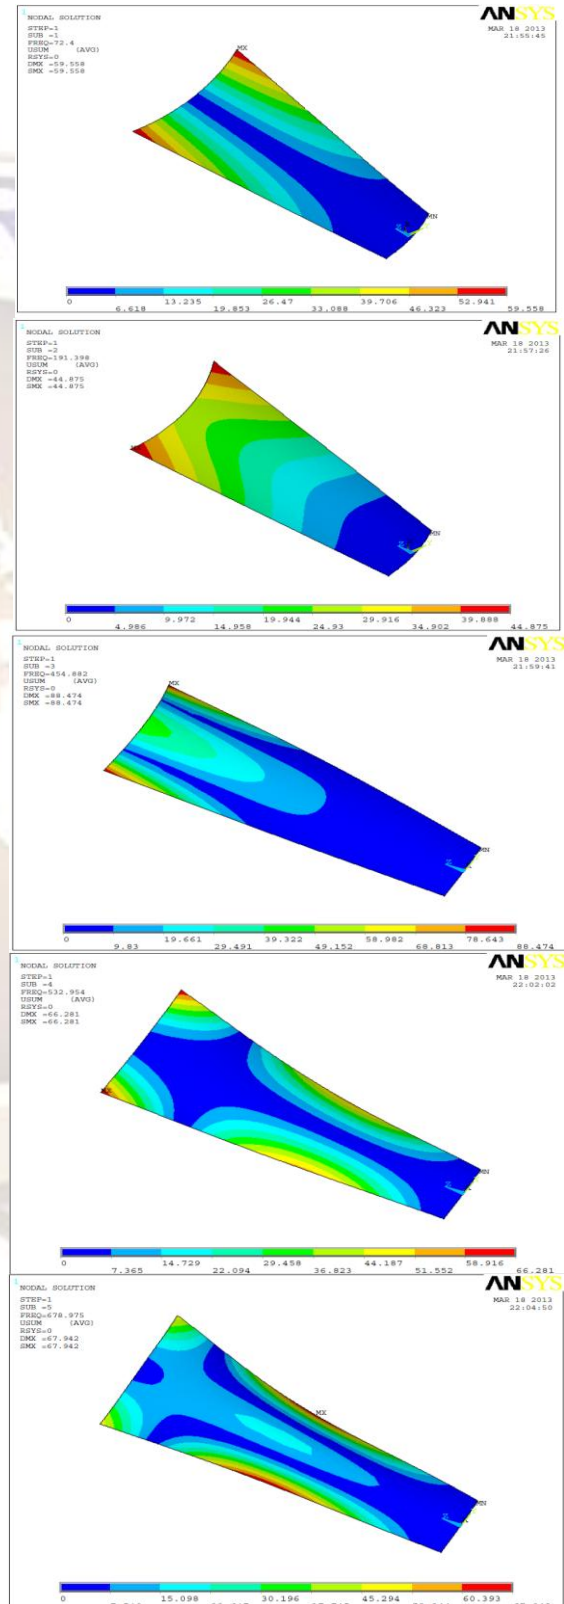 1
NODAL SOLUTION
STEP=1
SUB =1
FREQ=72.4
USUM (AVG)
RSYS=0
DMX =59.558
SMX =59.558
ANSYS
MAR 18 2013
21:55:45
MX
MN
0 13.235 26.47 39.706 52.941
6.618 19.853 33.088 46.323 59.558
1
NODAL SOLUTION
STEP=1
SUB =2
FREQ=191.398
USUM (AVG)
RSYS=0
DMX =44.875
SMX =44.875
ANSYS
MAR 18 2013
21:57:26
MN
0 9.972 19.944 29.916 39.888
4.986 14.958 24.93 34.902 44.875
1
NODAL SOLUTION
STEP=1
SUB =3
FREQ=454.882
USUM (AVG)
RSYS=0
DMX =88.474
SMX =88.474
ANSYS
MAR 18 2013
21:59:41
MX
MN
0 19.661 39.322 58.982 78.643
9.83 29.491 49.152 68.813 88.474
1
NODAL SOLUTION
STEP=1
SUB =4
FREQ=532.954
USUM (AVG)
RSYS=0
DMX =66.281
SMX =66.281
ANSYS
MAR 18 2013
22:02:02
MX
MN
0 14.729 29.458 44.187 58.916
7.365 22.094 36.823 51.552 66.281
1
NODAL SOLUTION
STEP=1
SUB =5
FREQ=678.975
USUM (AVG)
RSYS=0
DMX =67.942
SMX =67.942
ANSYS
MAR 18 2013
22:04:50
MX
MN
0 15.098 30.196 45.294 60.393